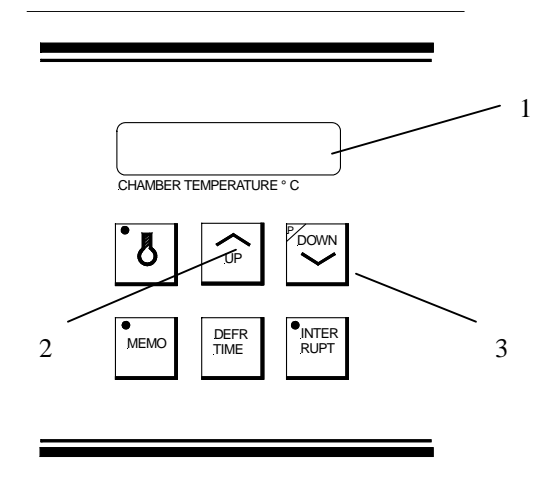 1
CHAMBER TEMPERATURE ° C
UP
P
DOWN
2
MEMO
DEFR
TIME
INTER
RUPT
3